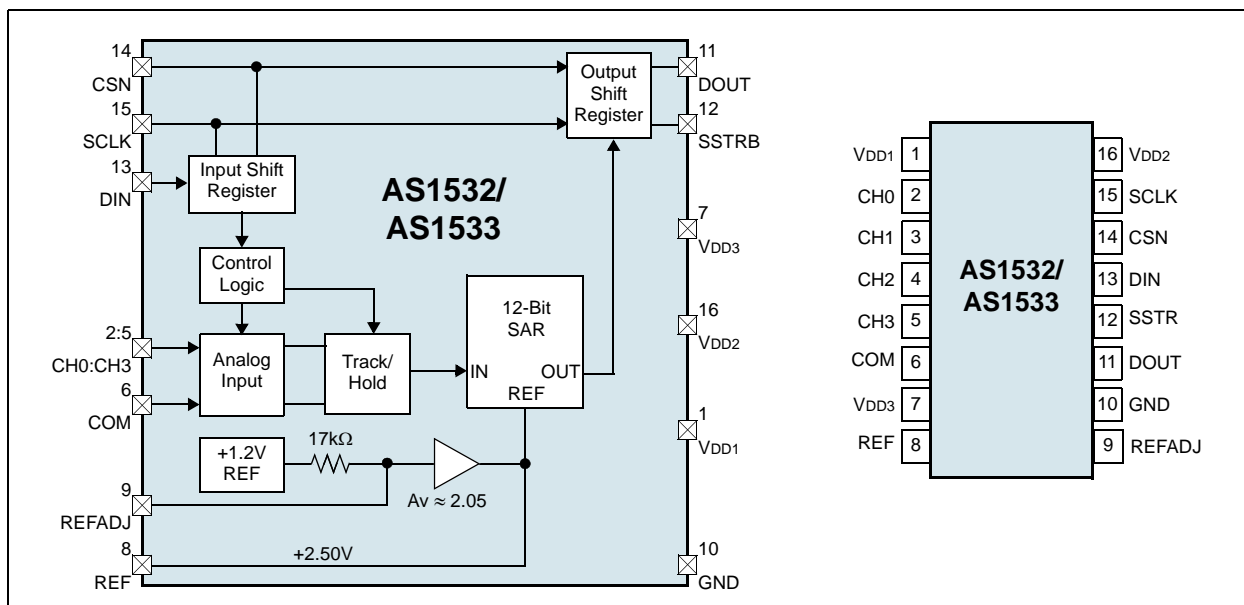 14
CSN
15
SCLK
13
DIN
Input Shift
Register
Output
Shift
Register
11
DOUT
12
SSTRB
AS1532/
AS1533
7
VDD3
Control
Logic
12-Bit
SAR
IN
OUT
REF
16
VDD2
2:5
CH0:CH3
6
COM
Analog
Input
Track/
Hold
1
VDD1
+1.2V
REF
17kΩ
Av ≈ 2.05
9
REFADJ
8
REF
+2.50V
10
GND
VDD1 1
CH0 2
CH1 3
CH2 4
CH3 5
COM 6
VDD3 7
REF 8
AS1532/
AS1533
16 VDD2
15 SCLK
14 CSN
13 DIN
12 SSTR
11 DOUT
10 GND
9 REFADJ